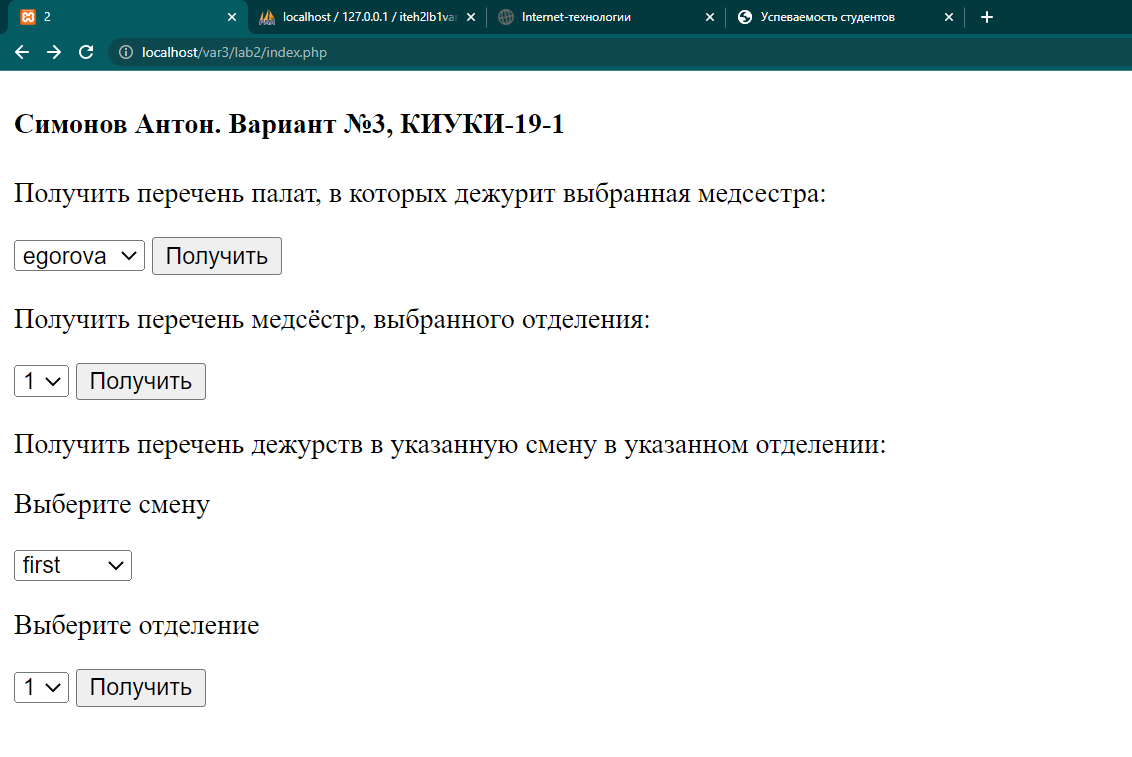 2
localhost / 127.0.0.1 / iteh2lb1var
Internet-технологии
Успеваемость студентов
localhost/var3/lab2/index.php
Симонов Антон. Вариант №3, КИУКИ-19-1
Получить перечень палат, в которых дежурит выбранная медсестра:
egorova Получить
Получить перечень медсёстр, выбранного отделения:
1 Получить
Получить перечень дежурств в указанную смену в указанном отделении:
Выберите смену
first
Выберите отделение
1 Получить